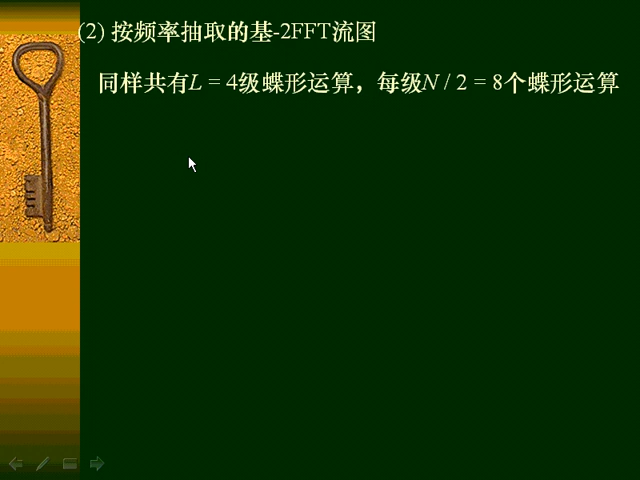 (2) 按频率抽取的基-2FFT流图
同样共有L = 4级蝶形运算，每级N / 2 = 8个蝶形运算